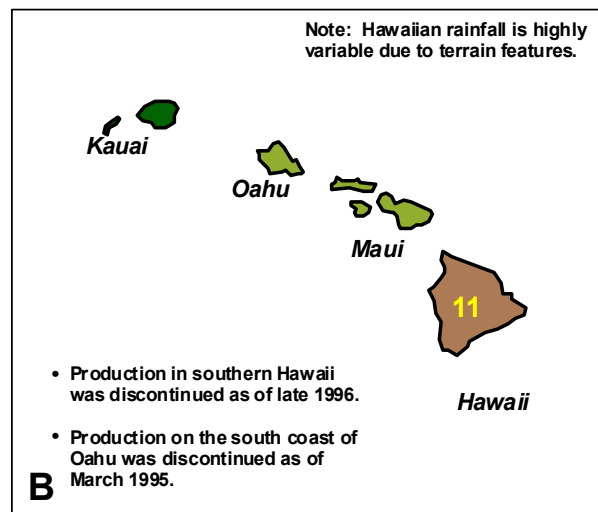 Note:  Hawaiian rainfall is highly
variable due to terrain features.
Kauai
Oahu
Maui
11
Hawaii
• Production in southern Hawaii
was discontinued as of late 1996.
• Production on the south coast of
Oahu was discontinued as of
March 1995.
B